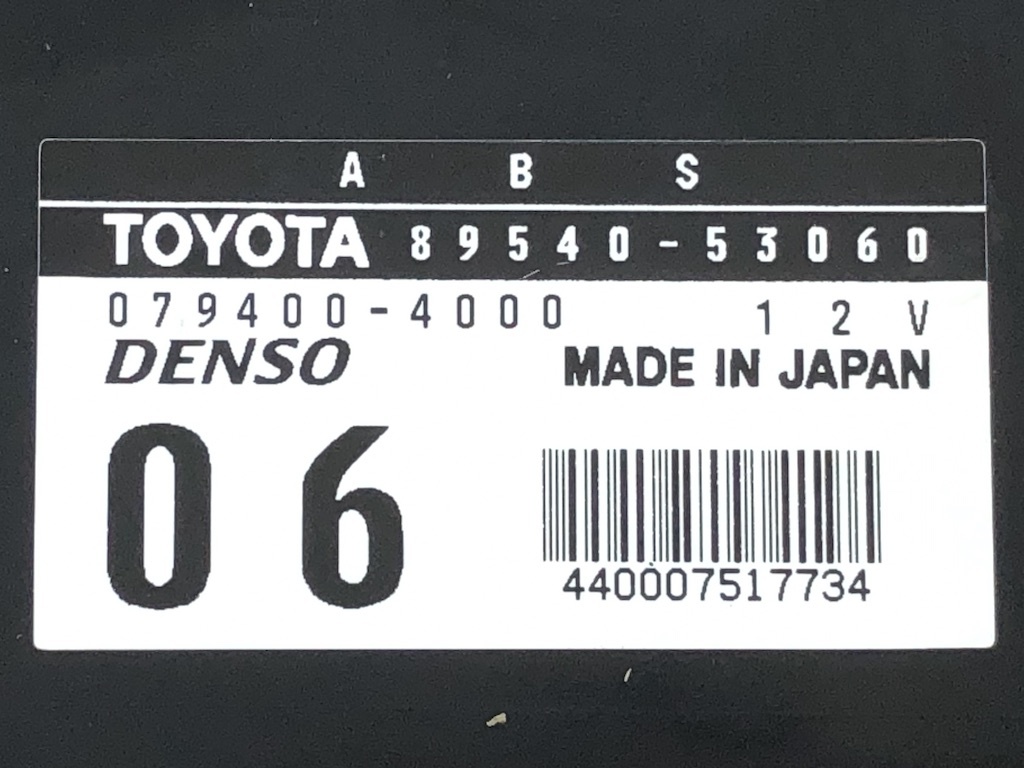 A B S
TOYOTA 89540-53060
079400-4000 12V
DENSO MADE IN JAPAN
06
440007517734